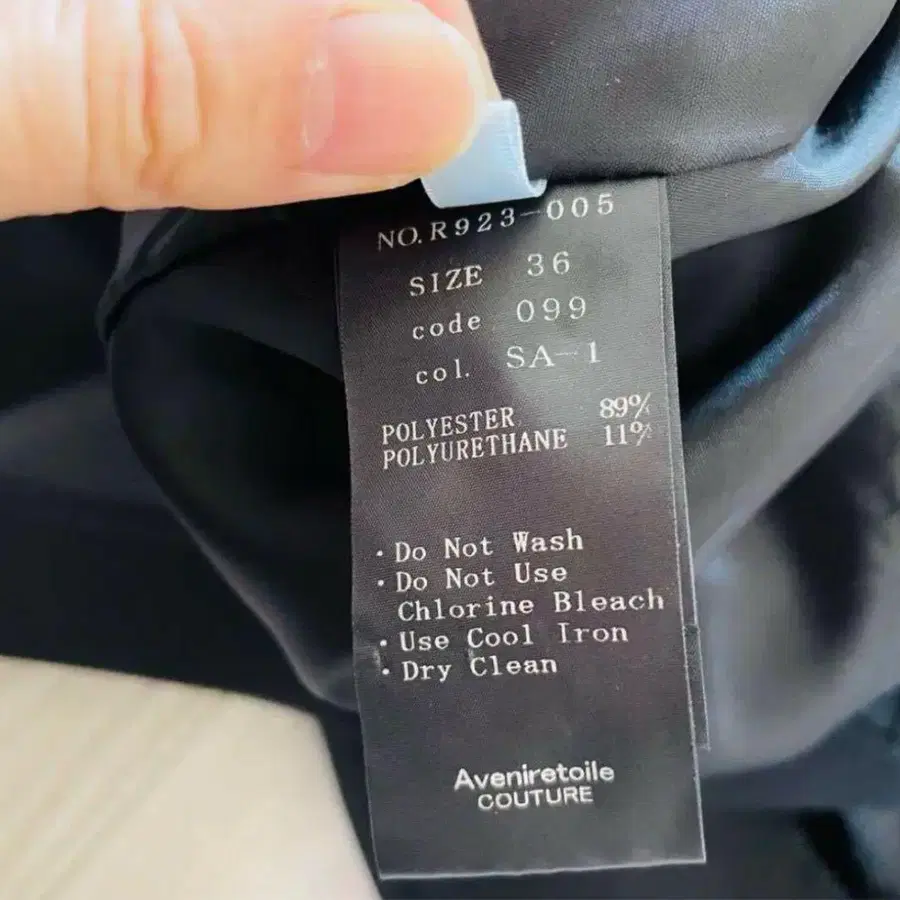 NO. R923-005
SIZE 36
code 099
col. SA-1
POLYESTER 89%
POLYURETHANE 11%
・Do Not Wash
・Do Not Use
Chlorine Bleach
・Use Cool Iron
・Dry Clean
Aveniretoile
COUTURE